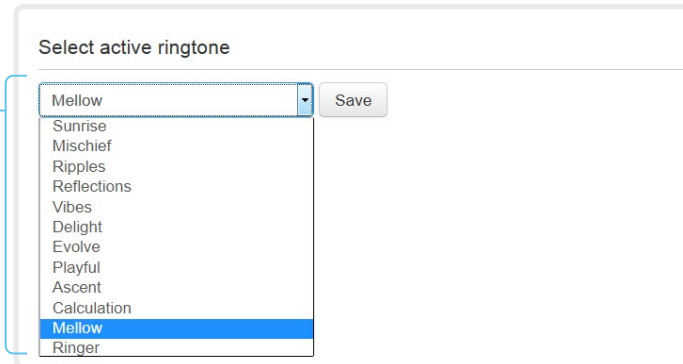 Select active ringtone
Mellow
Save
Sunrise
Mischief
Ripples
Reflections
Vibes
Delight
Evolve
Playful
Ascent
Calculation
Mellow
Ringer